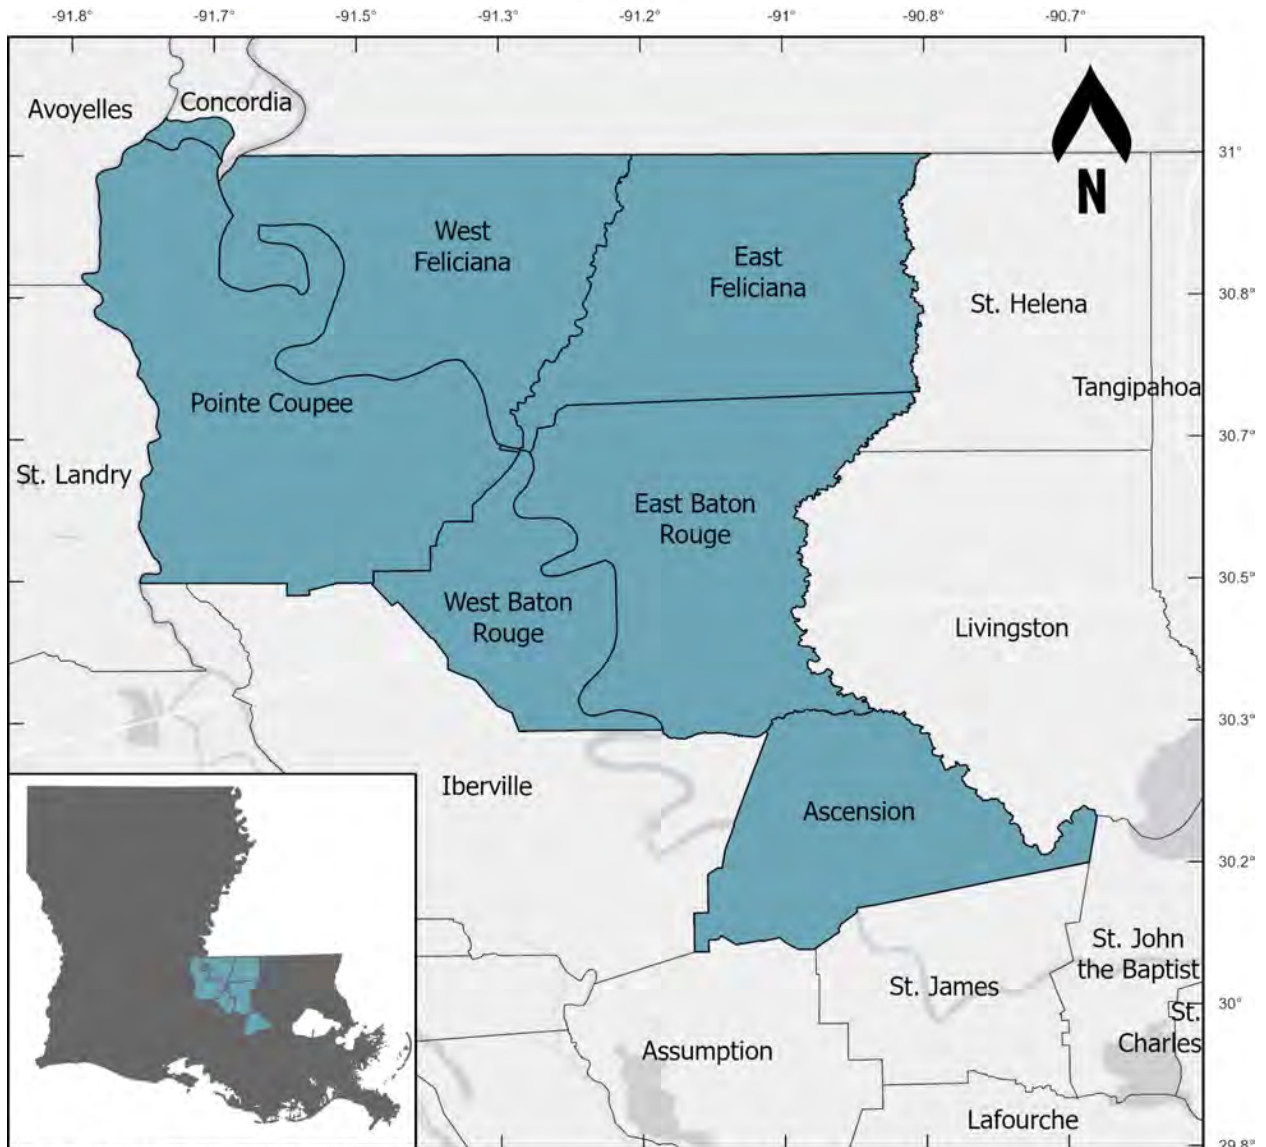 -91.8°
-91.7°
-91.5°
-91.3°
-91.2°
-91°
-90.8°
-90.7°
Avoyelles
Concordia
N
31°
West
Feliciana
East
Feliciana
St. Helena
30.8°
Pointe Coupee
Tangipahoa
30.7°
St. Landry
East Baton
Rouge
30.5°
West Baton
Rouge
Livingston
30.3°
Iberville
Ascension
30.2°
St. John
the Baptist
St. James
30°
St.
Charles
Assumption
Lafourche
29.8°